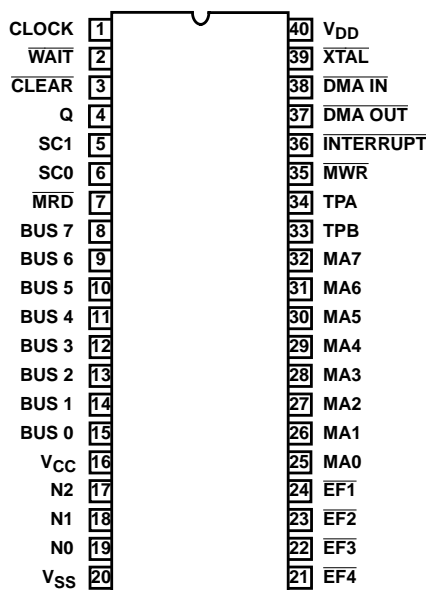 CLOCK 1 40 VDD
WAIT 2 39 XTAL
CLEAR 3 38 DMA IN
Q 4 37 DMA OUT
SC1 5 36 INTERRUPT
SC0 6 35 MWR
MRD 7 34 TPA
BUS 7 8 33 TPB
BUS 6 9 32 MA7
BUS 5 10 31 MA6
BUS 4 11 30 MA5
BUS 3 12 29 MA4
BUS 2 13 28 MA3
BUS 1 14 27 MA2
BUS 0 15 26 MA1
VCC 16 25 MA0
N2 17 24 EF1
N1 18 23 EF2
N0 19 22 EF3
VSS 20 21 EF4